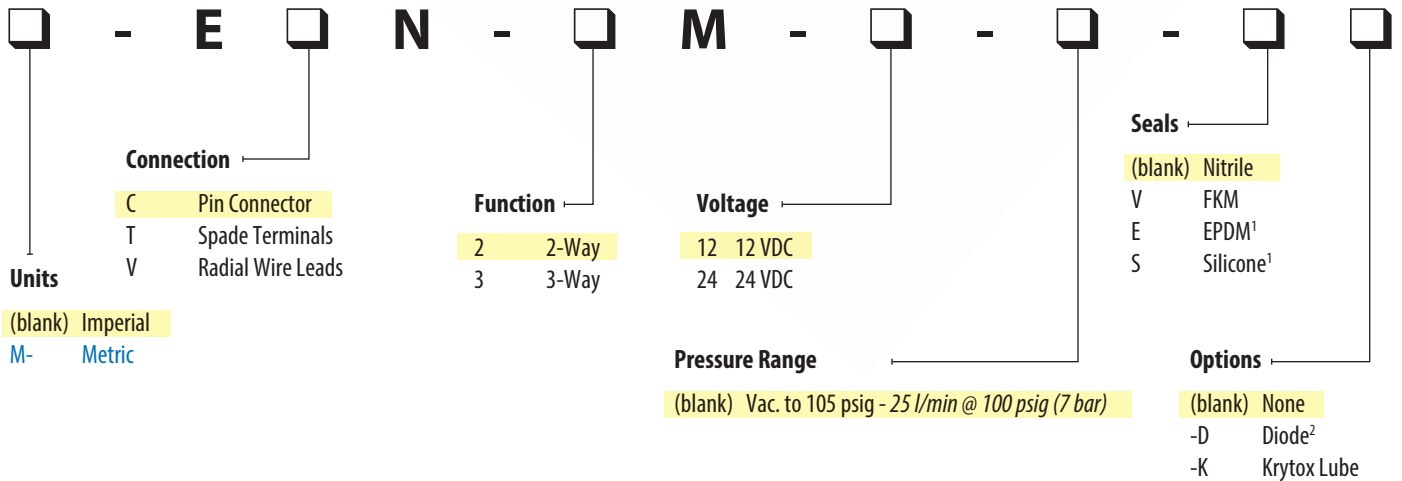 - E N - M - - -
Units
(blank) Imperial
M- Metric
Connection
C Pin Connector
T Spade Terminals
V Radial Wire Leads
Function
2 2-Way
3 3-Way
Voltage
12 12 VDC
24 24 VDC
Pressure Range
(blank) Vac. to 105 psig - 25 l/min @ 100 psig (7 bar)
Seals
(blank) Nitrile
V FKM
E EPDM¹
S Silicone¹
Options
(blank) None
-D Diode²
-K Krytox Lube